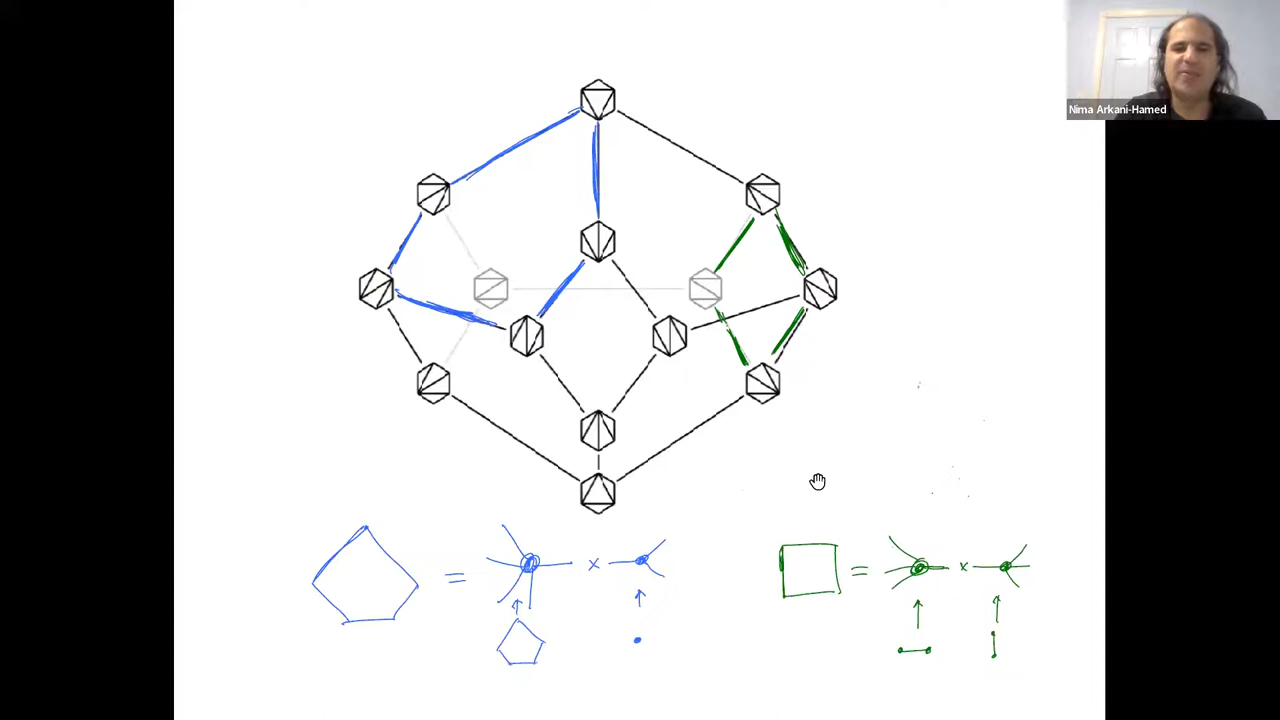 Nima Arkani-Hamed
= x
= x